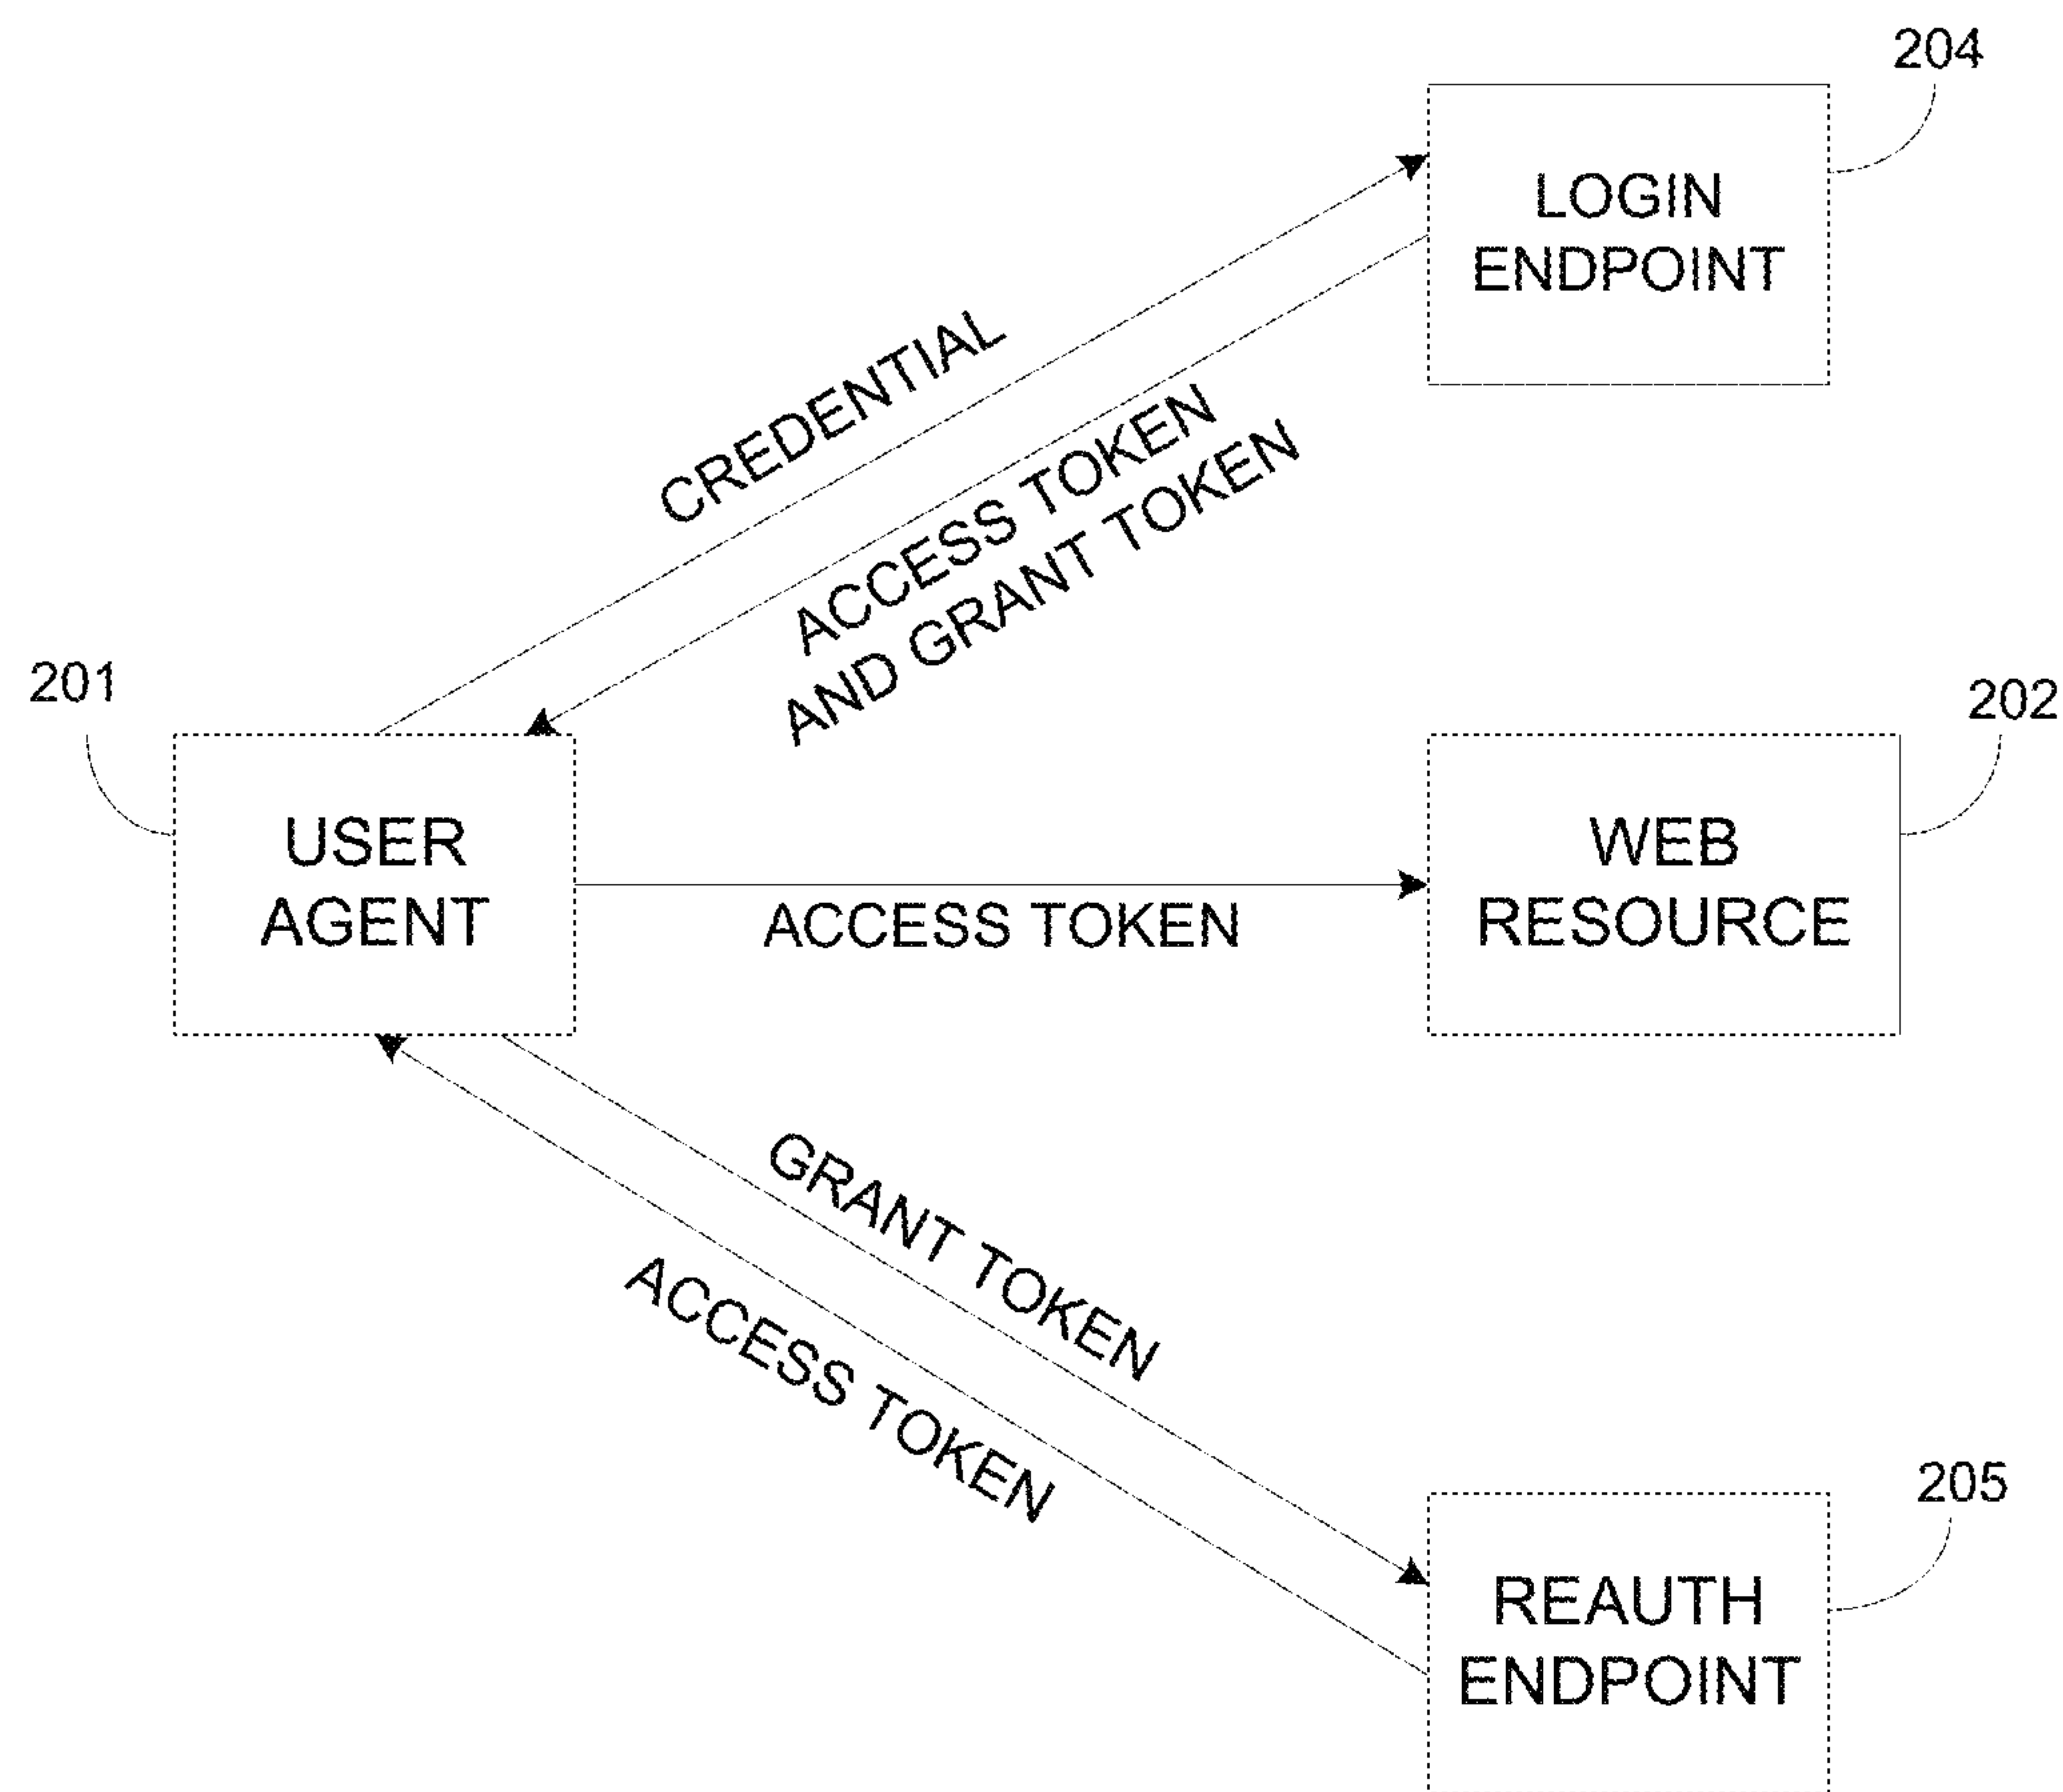 204
LOGIN
ENDPOINT
CREDENTIAL
ACCESS TOKEN
AND GRANT TOKEN
201
202
USER
AGENT
WEB
RESOURCE
ACCESS TOKEN
GRANT TOKEN
ACCESS TOKEN
205
REAUTH
ENDPOINT